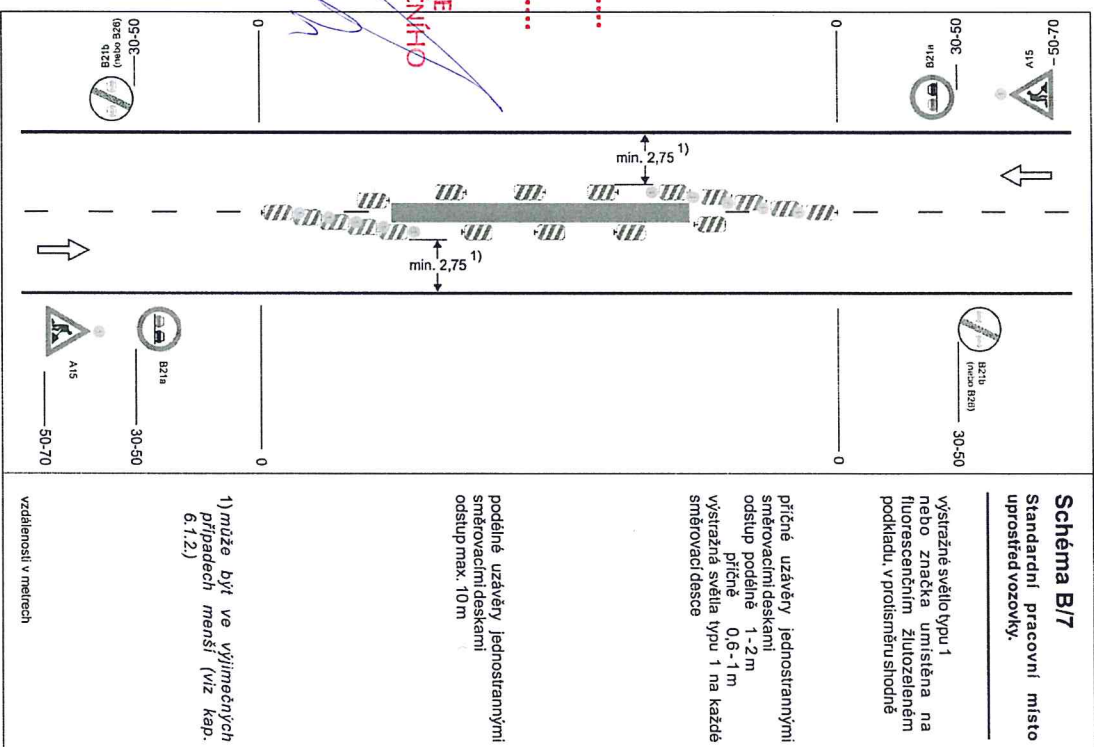 Schéma B/7
Standardní pracovní místo
uprostřed vozovky.
výstražné světlo typu 1
nebo značka umístěna na
fluorescenčním žlutozeleném
podkladu, v protisměru shodně
příčné uzávěry jednostrannými
směrovacími deskami
odstup podélně 1-2 m
příčně 0,6-1 m
výstražná světla typu 1 na každé
směrovací desce
podélné uzávěry jednostrannými
směrovacími deskami
odstup max. 10 m
1) může být ve výjimečných
případech menší (viz kap.
6.1.2.)
vzdálenosti v metrech
50-70
A15
30-50
B21a
0
min. 2,75 1)
0
30-50
B21b
(nebo B26)
B21b
(nebo B26)
30-50
0
min. 2,75 1)
0
B21a
30-50
A15
50-70
E
ENÍHO